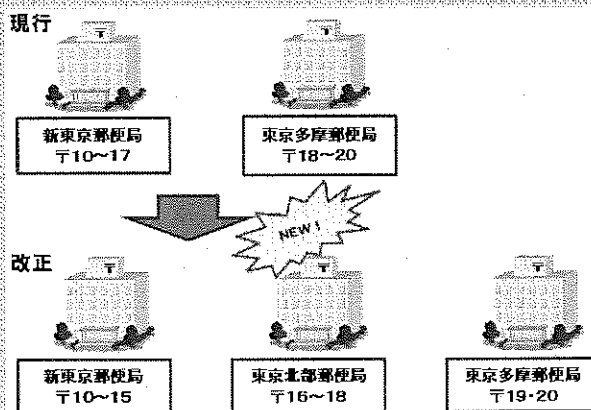 現行
新東京郵便局
〒10~17
東京多摩郵便局
〒18~20
NEW!
改正
新東京郵便局
〒10~15
東京北部郵便局
〒16~18
東京多摩郵便局
〒19・20